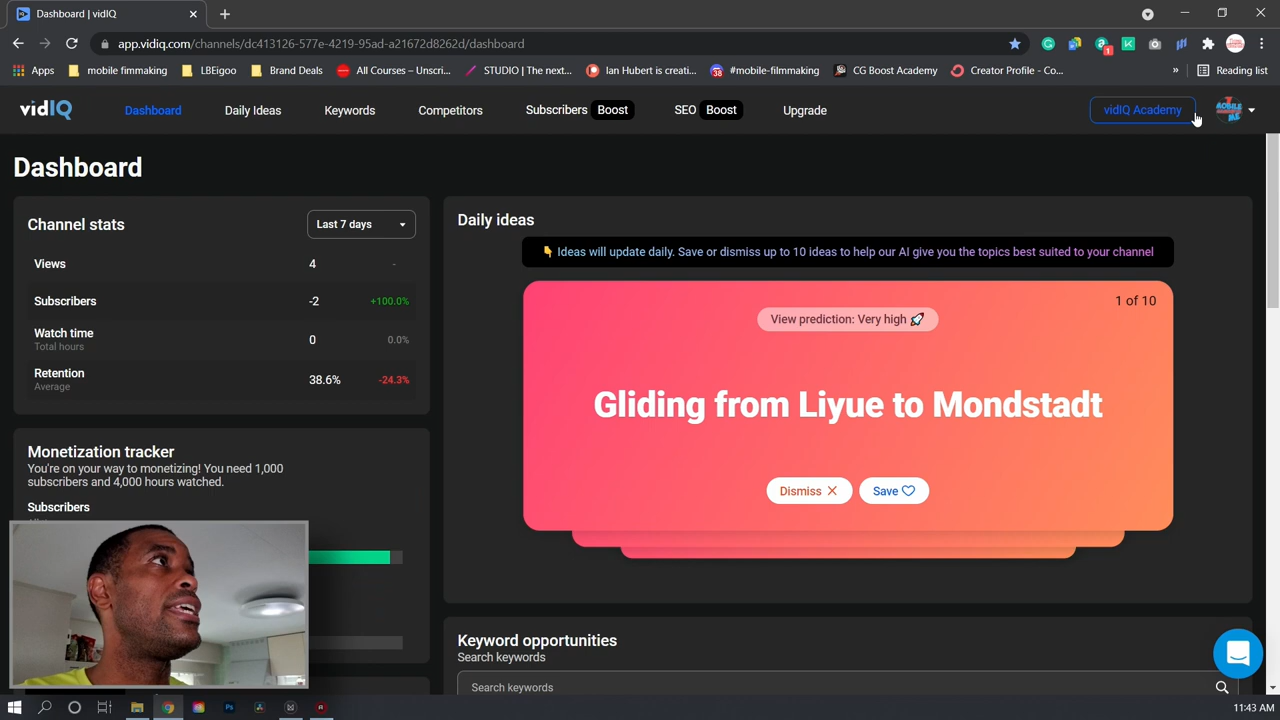 Dashboard | vidIQ
app.vidiq.com/channels/dc413126-577e-4219-95ad-a21672d8262d/dashboard
1
Apps
mobile fimmaking
LBEigoo
Brand Deals
All Courses – Unscri...
STUDIO | The next...
Ian Hubert is creati...
38
#mobile-filmmaking
CG Boost Academy
Creator Profile - Co...
»
Reading list
vidIQ
Dashboard
Daily Ideas
Keywords
Competitors
Subscribers Boost
SEO Boost
Upgrade
vidIQ Academy
MOBILE
ME
Dashboard
Channel stats
Last 7 days
Views 4 -
Subscribers -2 +100.0%
Watch time 0 0.0%
Total hours
Retention 38.6% -24.3%
Average
Monetization tracker
You're on your way to monetizing! You need 1,000
subscribers and 4,000 hours watched.
Subscribers
Daily ideas
Ideas will update daily. Save or dismiss up to 10 ideas to help our AI give you the topics best suited to your channel
1 of 10
View prediction: Very high
Gliding from Liyue to Mondstadt
Dismiss
Save
Keyword opportunities
Search keywords
Search keywords
Ps
11:43 AM